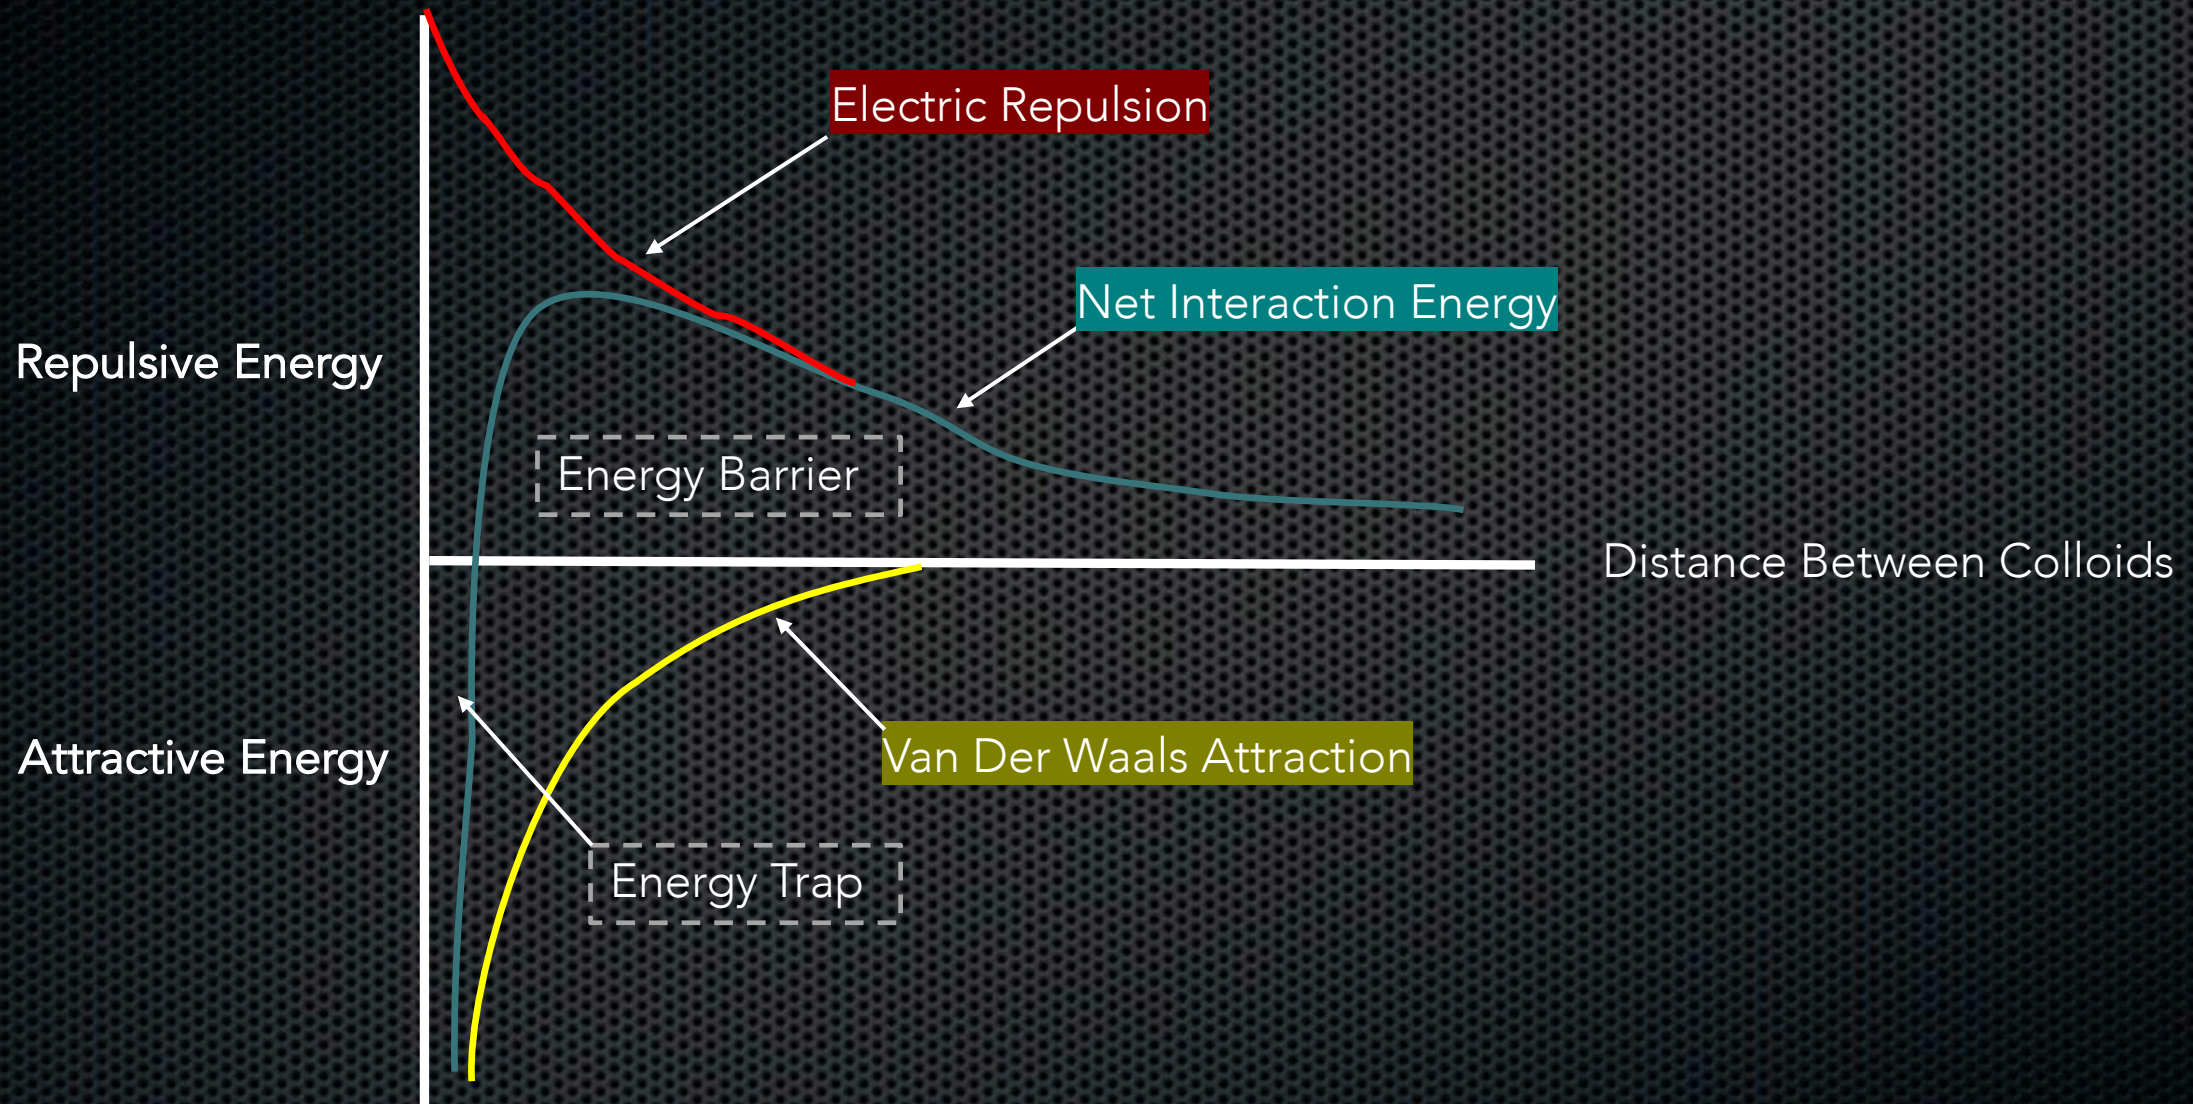 Electric Repulsion
Net Interaction Energy
Repulsive Energy
Energy Barrier
Distance Between Colloids
Attractive Energy
Van Der Waals Attraction
Energy Trap